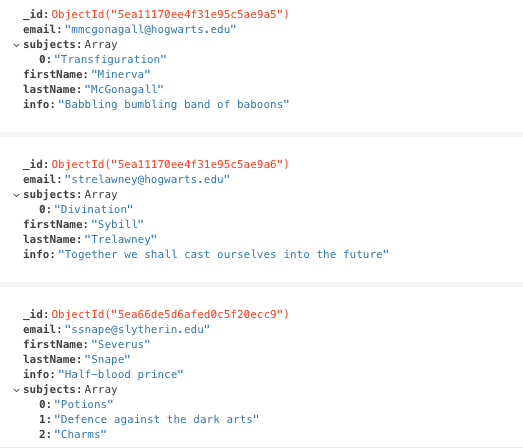 _id: ObjectId("5ea11170ee4f31e95c5ae9a5")
email: "mmcgonagall@hogwarts.edu"
subjects: Array
0: "Transfiguration"
firstName: "Minerva"
lastName: "McGonagall"
info: "Babbling bumbling band of baboons"
_id: ObjectId("5ea11170ee4f31e95c5ae9a6")
email: "strelawney@hogwarts.edu"
subjects: Array
0: "Divination"
firstName: "Sybill"
lastName: "Trelawney"
info: "Together we shall cast ourselves into the future"
_id: ObjectId("5ea66de5d6afed0c5f20ecc9")
email: "ssnape@slytherin.edu"
firstName: "Severus"
lastName: "Snape"
info: "Half-blood prince"
subjects: Array
0: "Potions"
1: "Defence against the dark arts"
2: "Charms"